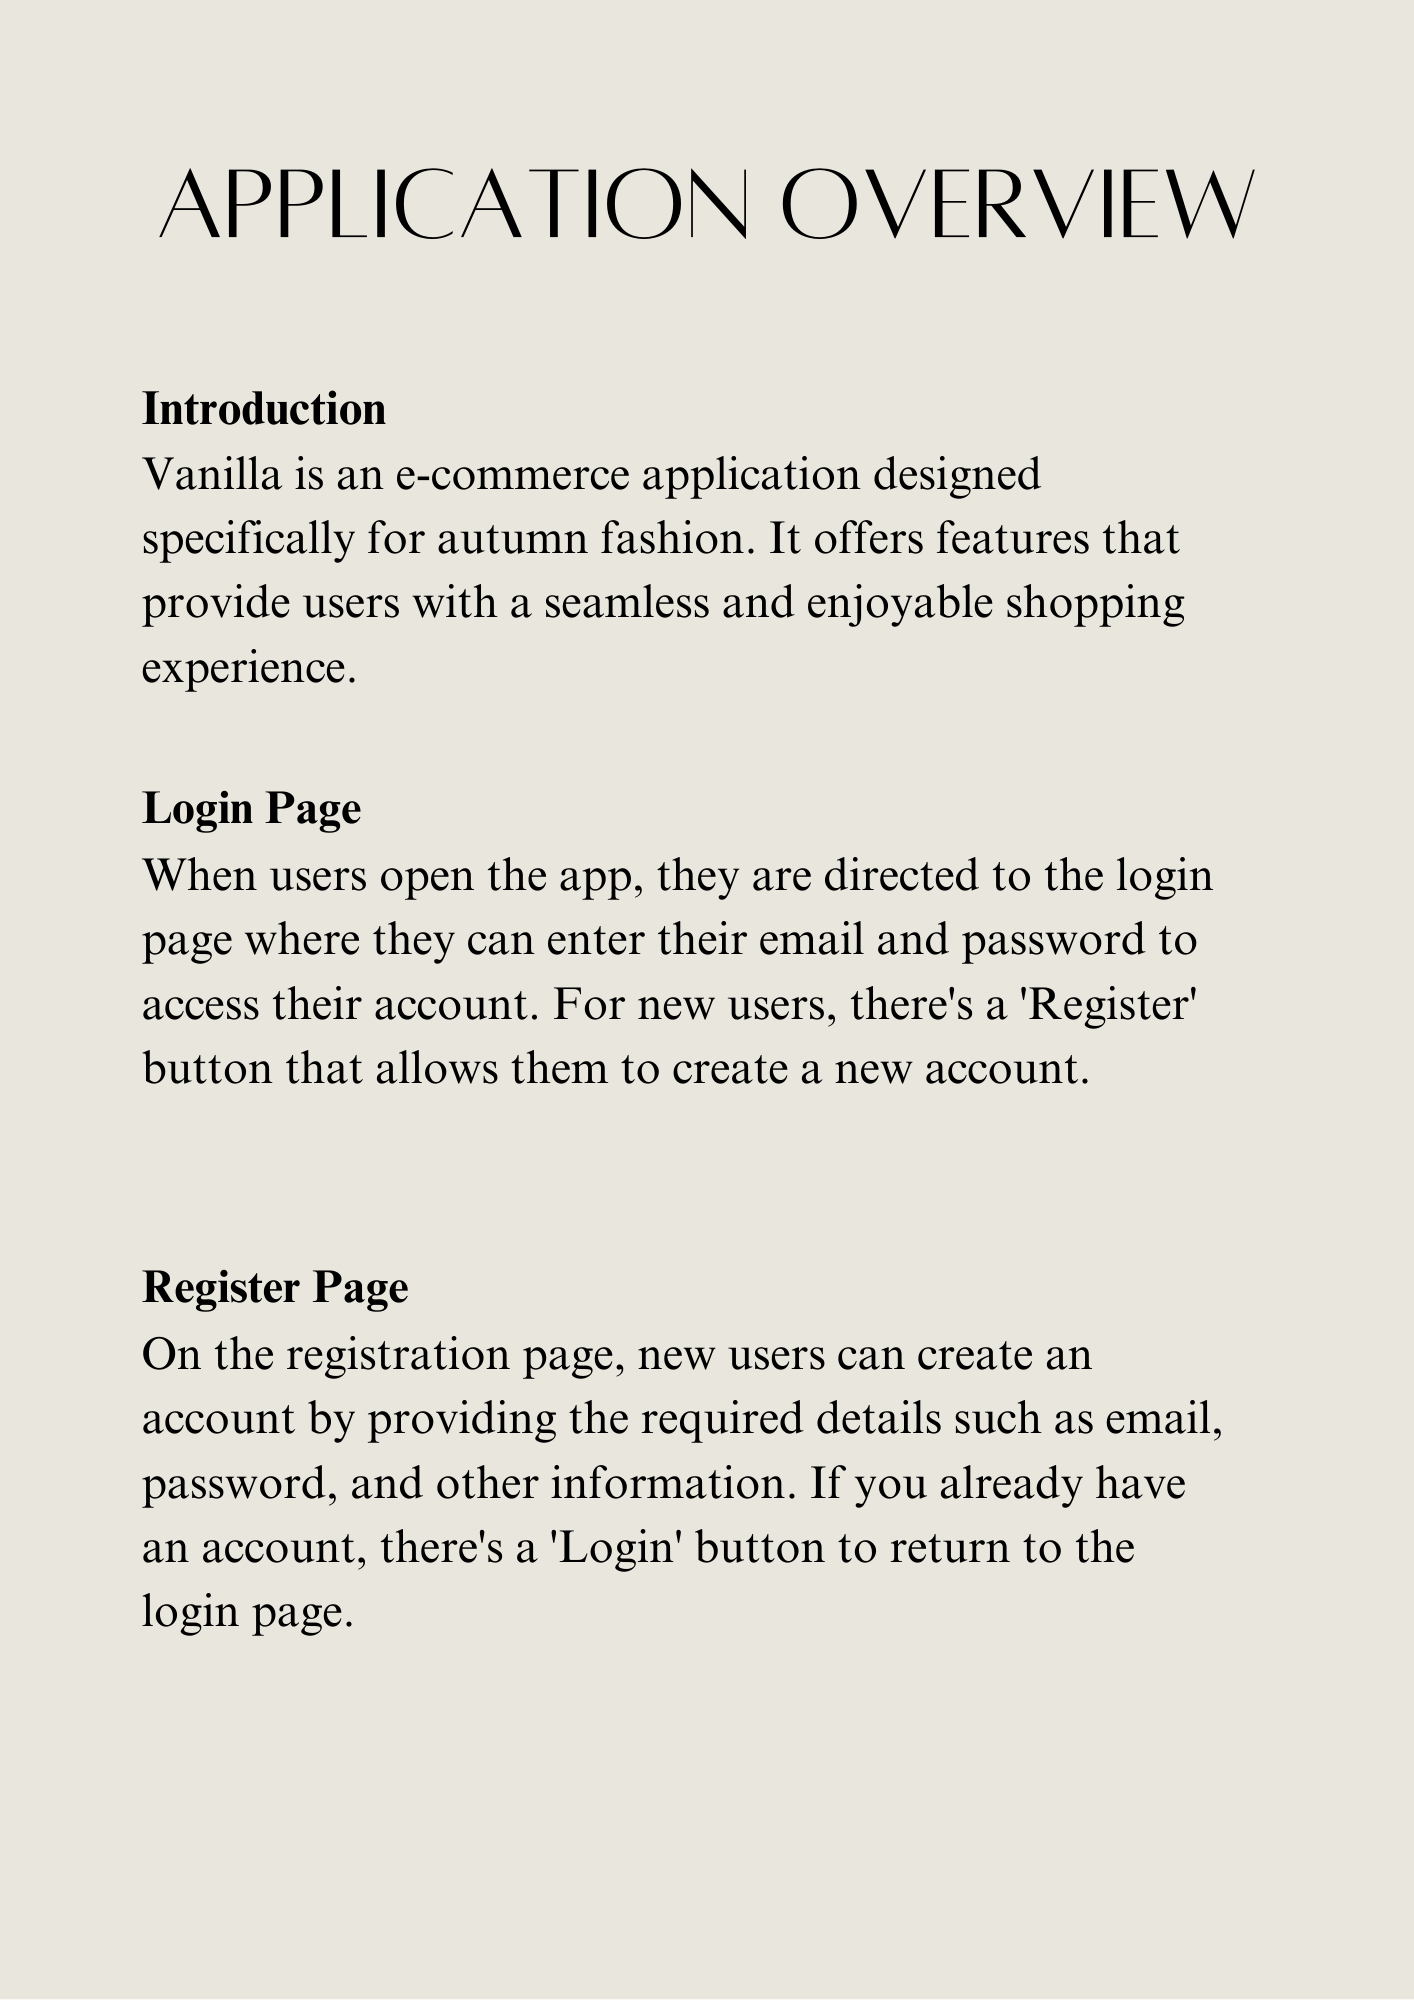 APPLICATION OVERVIEW
Introduction
Vanilla is an e-commerce application designed
specifically for autumn fashion. It offers features that
provide users with a seamless and enjoyable shopping
experience.
Login Page
When users open the app, they are directed to the login
page where they can enter their email and password to
access their account. For new users, there's a 'Register'
button that allows them to create a new account.
Register Page
On the registration page, new users can create an
account by providing the required details such as email,
password, and other information. If you already have
an account, there's a 'Login' button to return to the
login page.